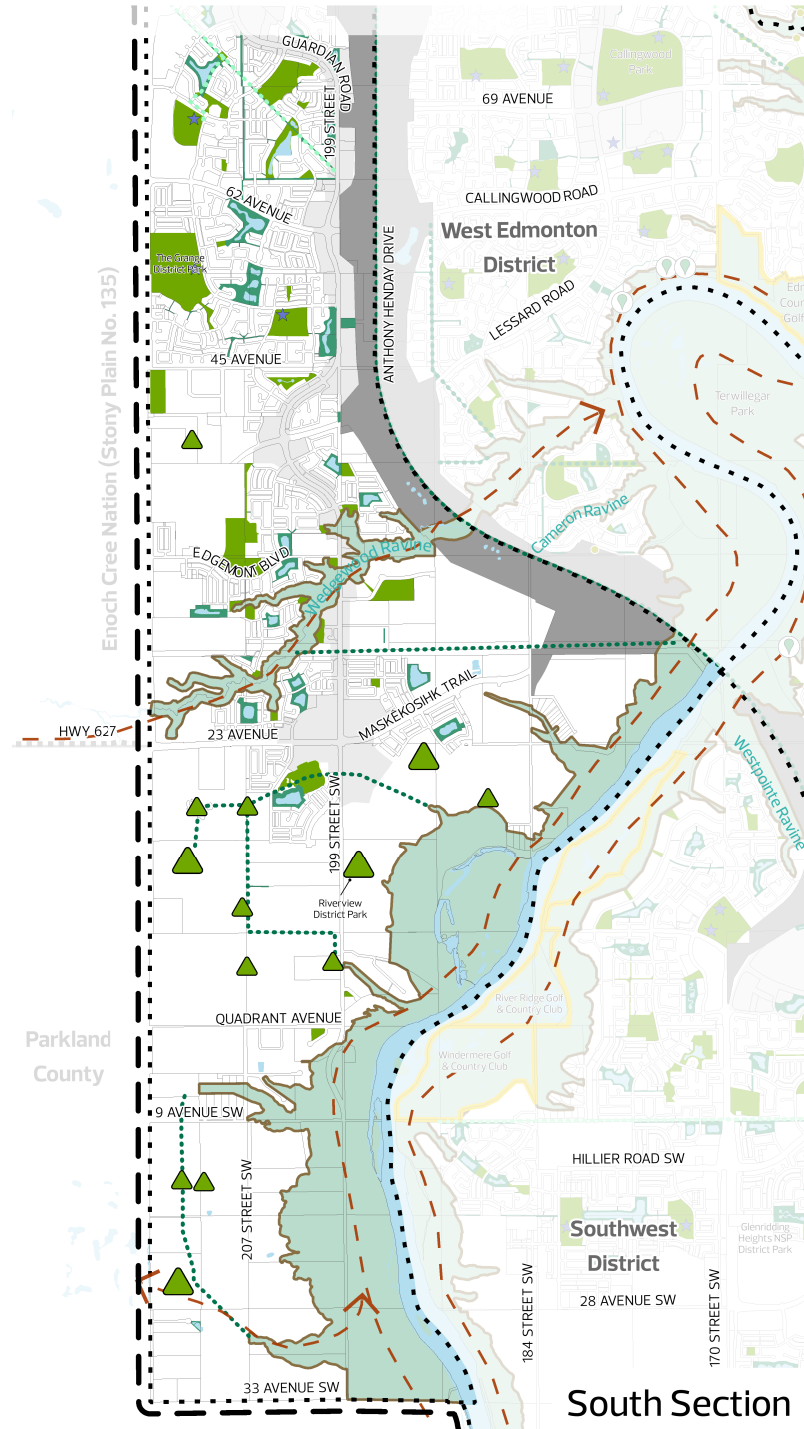 GUARDIAN ROAD
199 STREET
Callingwood
Park
69 AVENUE
62 AVENUE
CALLINGWOOD ROAD
West Edmonton
District
The Grange
District Park
ANTHONY HENDAY DRIVE
LESSARD ROAD
Golf
45 AVENUE
Enoch Cree Nation (Stony Plain No. 135)
Terwillegar
Park
Cameron Ravine
EDGEMONT BLVD
Wedgewood Ravine
HWY 627
23 AVENUE
MASKEKOSIHK TRAIL
Westpointe Ravine
199 STREET SW
Riverview
District Park
River Ridge Golf
& Country Club
QUADRANT AVENUE
Parkland
County
Windermere Golf
& Country Club
9 AVENUE SW
HILLIER ROAD SW
207 STREET SW
Southwest
District
Glenridding
Heights NSP
District Park
184 STREET SW
28 AVENUE SW
170 STREET SW
33 AVENUE SW
South Section